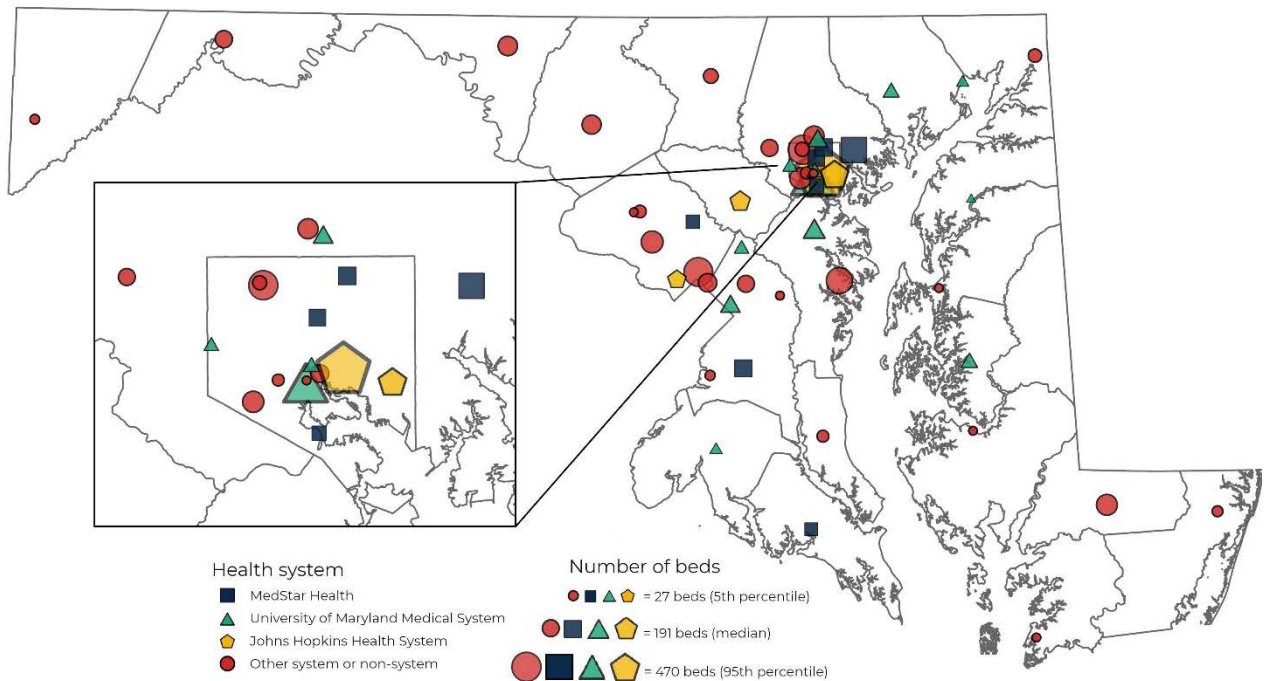 Health system
MedStar Health
University of Maryland Medical System
Johns Hopkins Health System
Other system or non-system
Number of beds
= 27 beds (5th percentile)
= 191 beds (median)
= 470 beds (95th percentile)